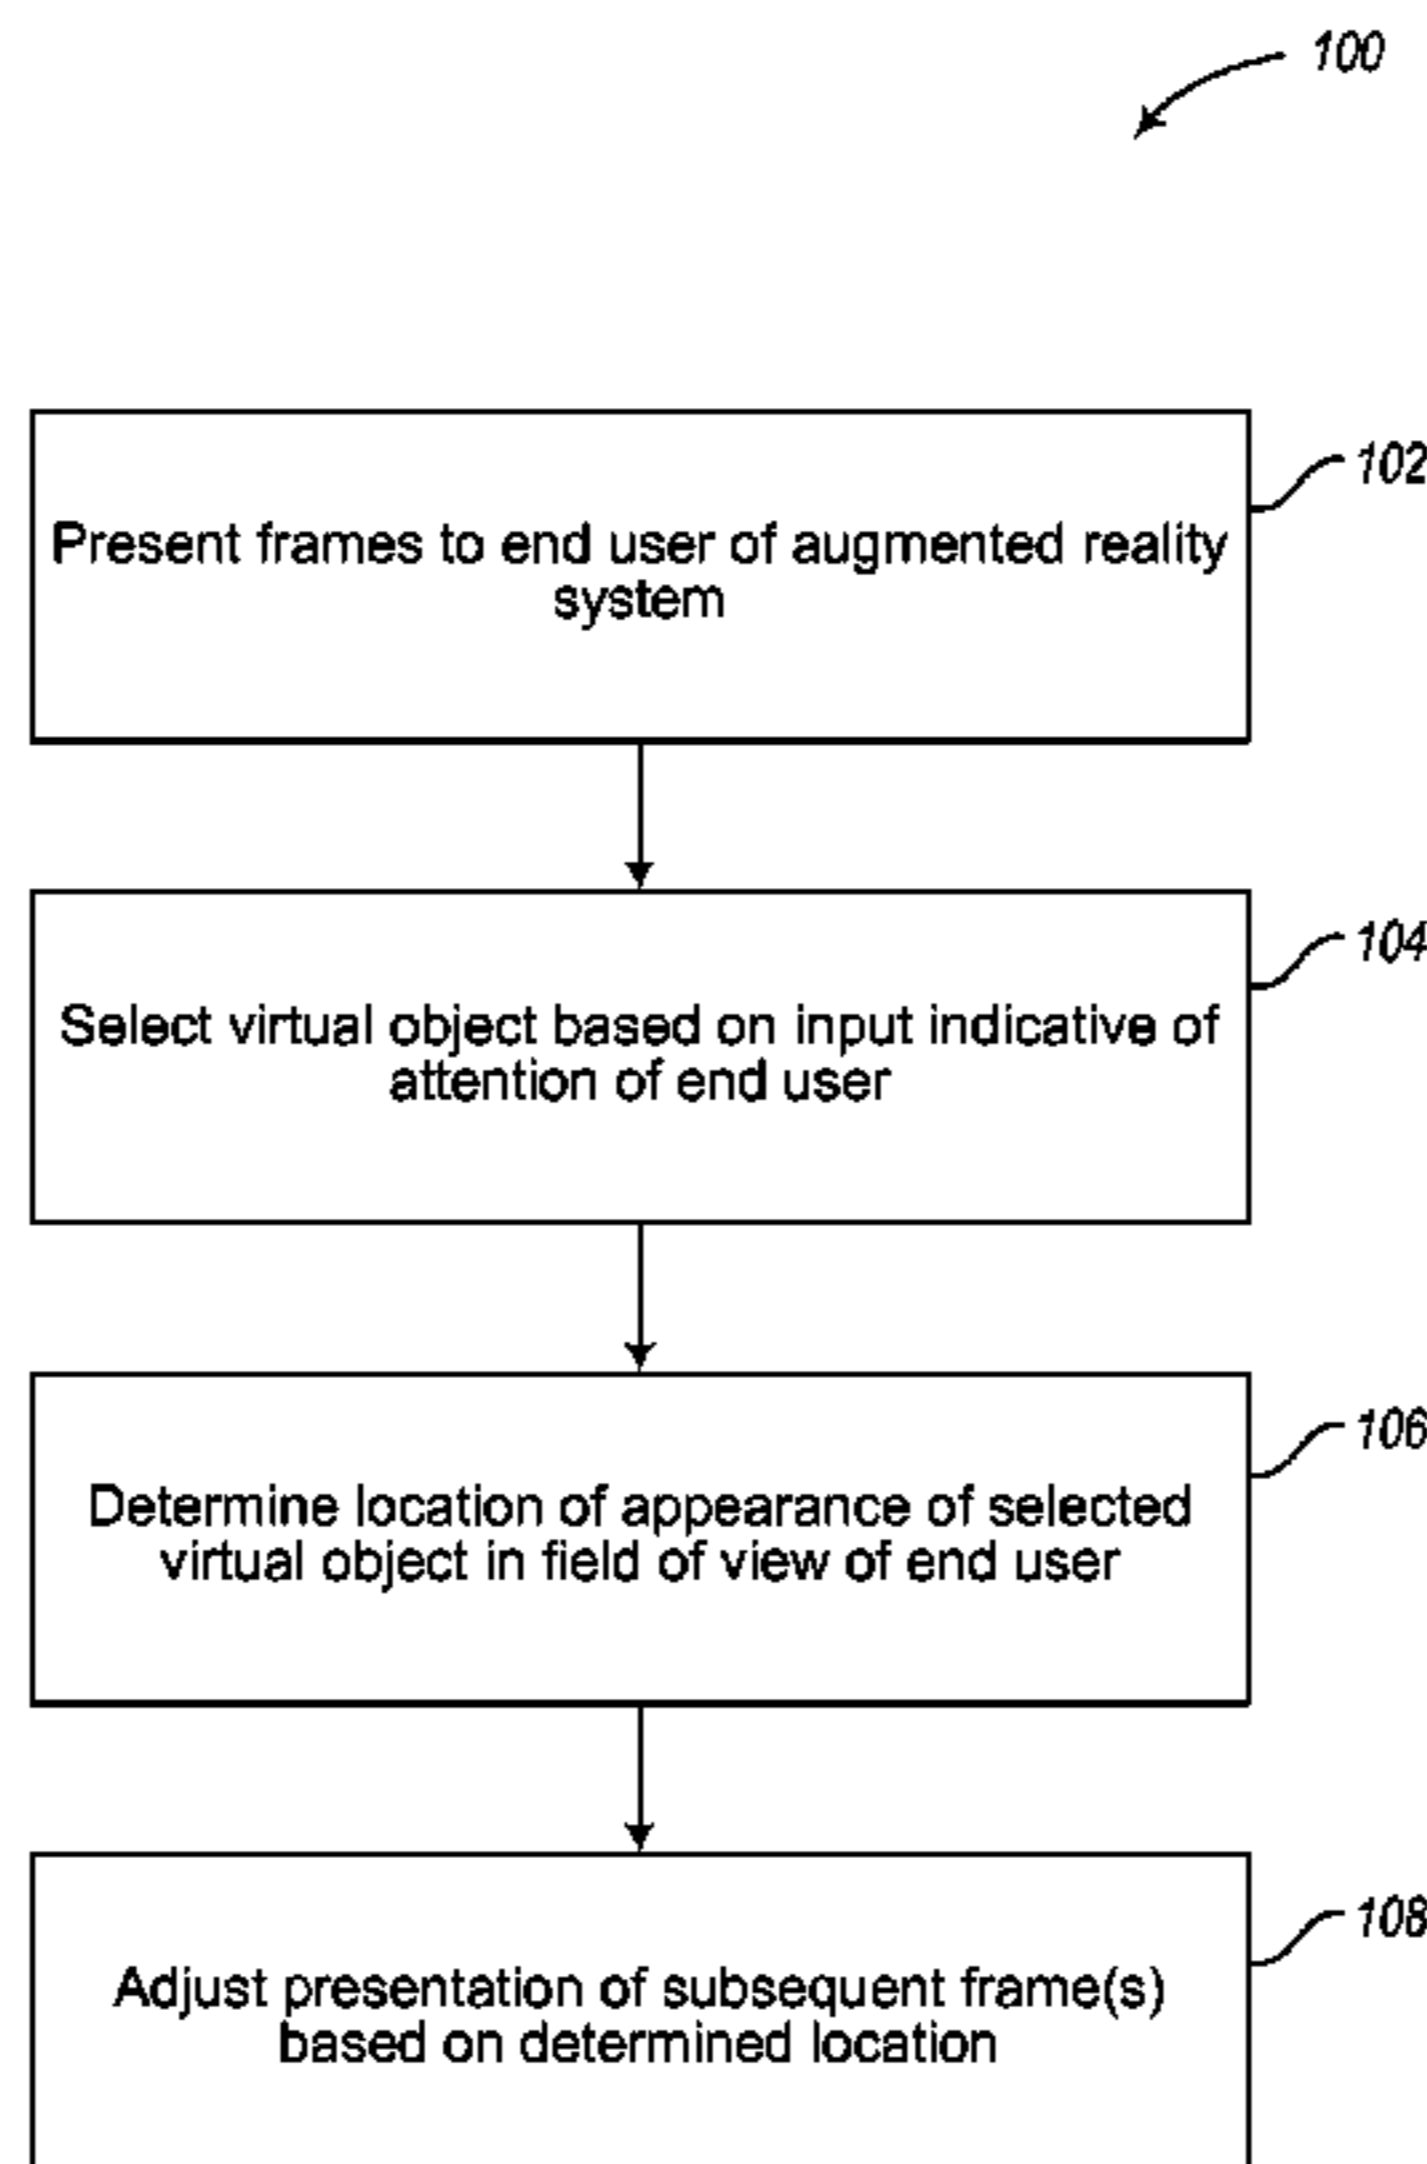 100
102
Present frames to end user of augmented reality
system
104
Select virtual object based on input indicative of
attention of end user
106
Determine location of appearance of selected
virtual object in field of view of end user
108
Adjust presentation of subsequent frame(s)
based on determined location